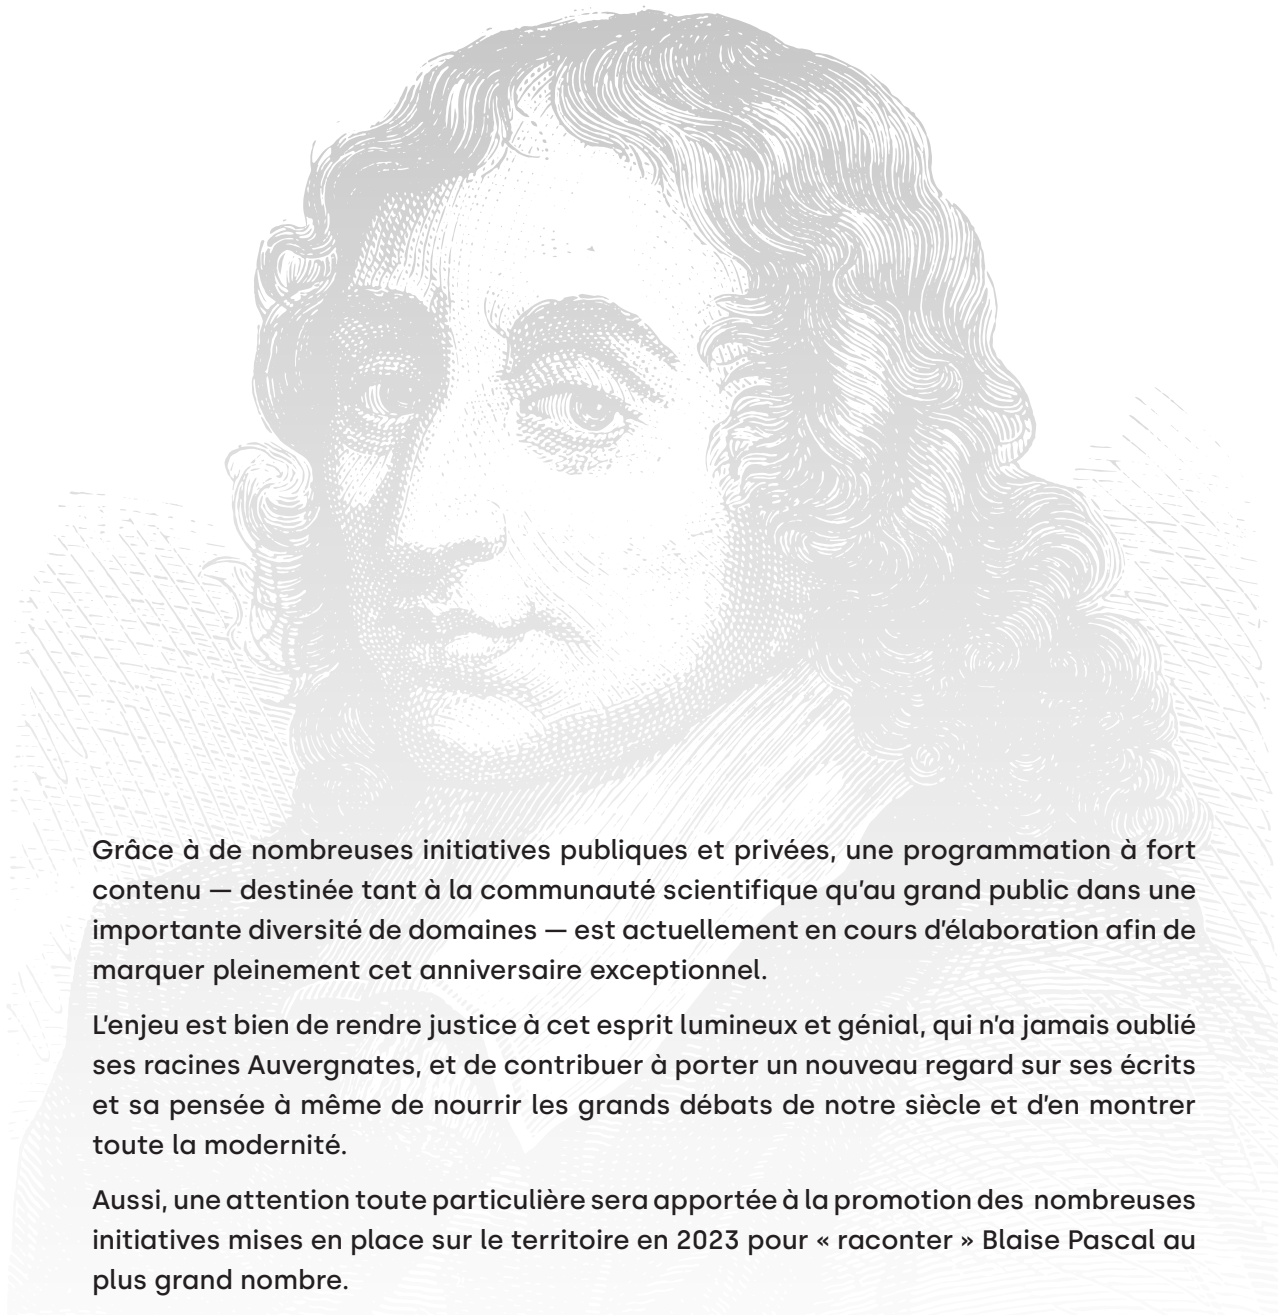 Grâce à de nombreuses initiatives publiques et privées, une programmation à fort
contenu — destinée tant à la communauté scientifique qu’au grand public dans une
importante diversité de domaines — est actuellement en cours d’élaboration afin de
marquer pleinement cet anniversaire exceptionnel.
L’enjeu est bien de rendre justice à cet esprit lumineux et génial, qui n’a jamais oublié
ses racines Auvergnates, et de contribuer à porter un nouveau regard sur ses écrits
et sa pensée à même de nourrir les grands débats de notre siècle et d’en montrer
toute la modernité.
Aussi, une attention toute particulière sera apportée à la promotion des nombreuses
initiatives mises en place sur le territoire en 2023 pour « raconter » Blaise Pascal au
plus grand nombre.